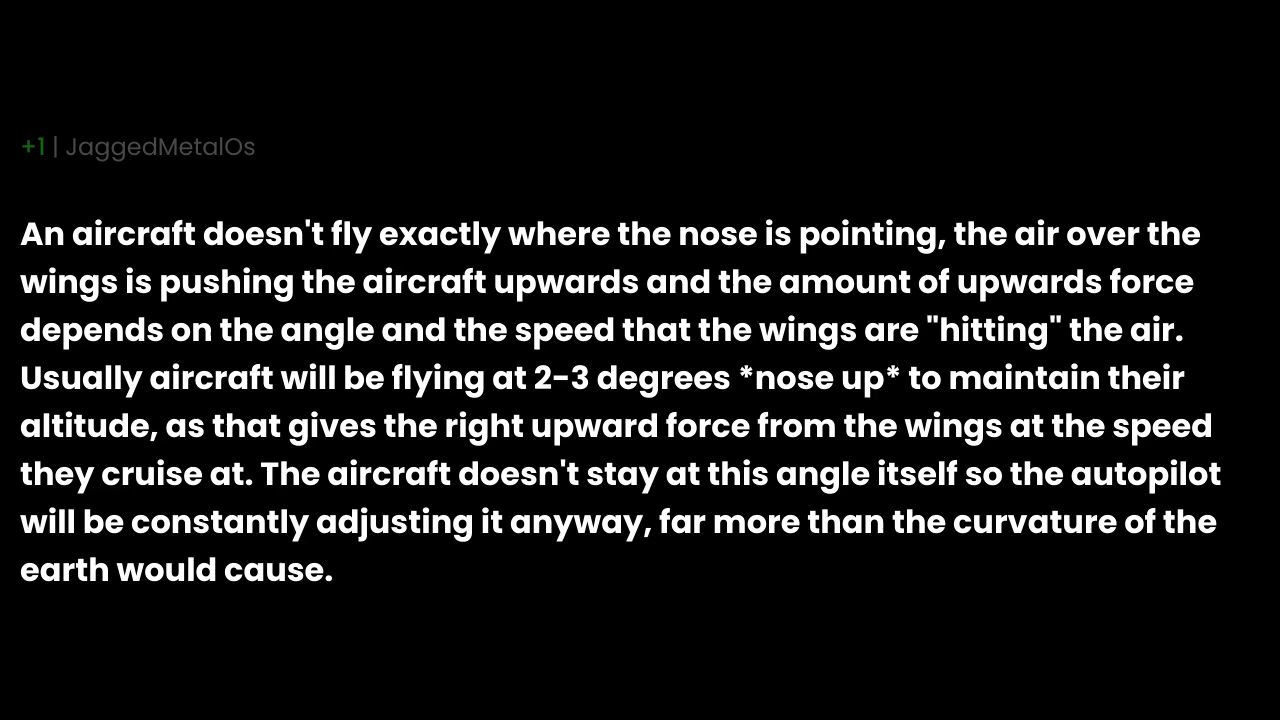 +1 | JaggedMetalOs
An aircraft doesn't fly exactly where the nose is pointing, the air over the
wings is pushing the aircraft upwards and the amount of upwards force
depends on the angle and the speed that the wings are "hitting" the air.
Usually aircraft will be flying at 2-3 degrees *nose up* to maintain their
altitude, as that gives the right upward force from the wings at the speed
they cruise at. The aircraft doesn't stay at this angle itself so the autopilot
will be constantly adjusting it anyway, far more than the curvature of the
earth would cause.